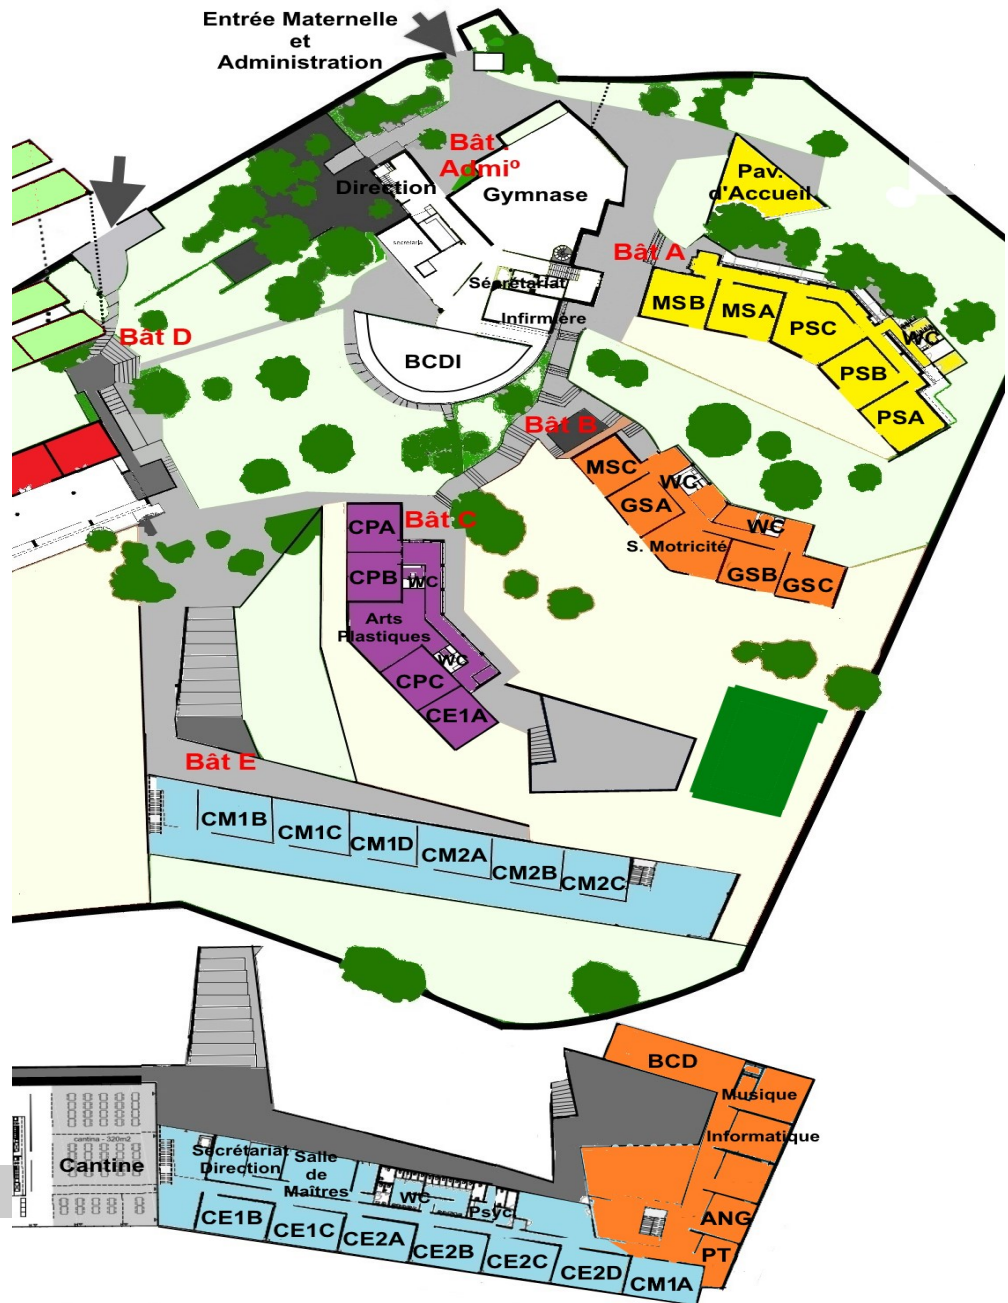 Entrée Maternelle
et
Administration
Bât .
Admiº
Direction
Gymnase
Pav.
d'Accueil
Bât A
Sécrétariat
Infirmière
MSB
MSA
PSC
WC
PSB
PSA
Bât D
BCDI
Bât B
MSC
WC
GSA
WC
S. Motricité
GSB
GSC
Bât C
CPA
CPB
WC
Arts
Plastiques
WC
CPC
CE1A
Bât E
CM1B
CM1C
CM1D
CM2A
CM2B
CM2C
BCD
Musique
Informatique
cantina - 320m2
Cantine
Sécrétariat
Direction
Salle
de
Maîtres
WC
Psyc
ANG
PT
CE1B
CE1C
CE2A
CE2B
CE2C
CE2D
CM1A